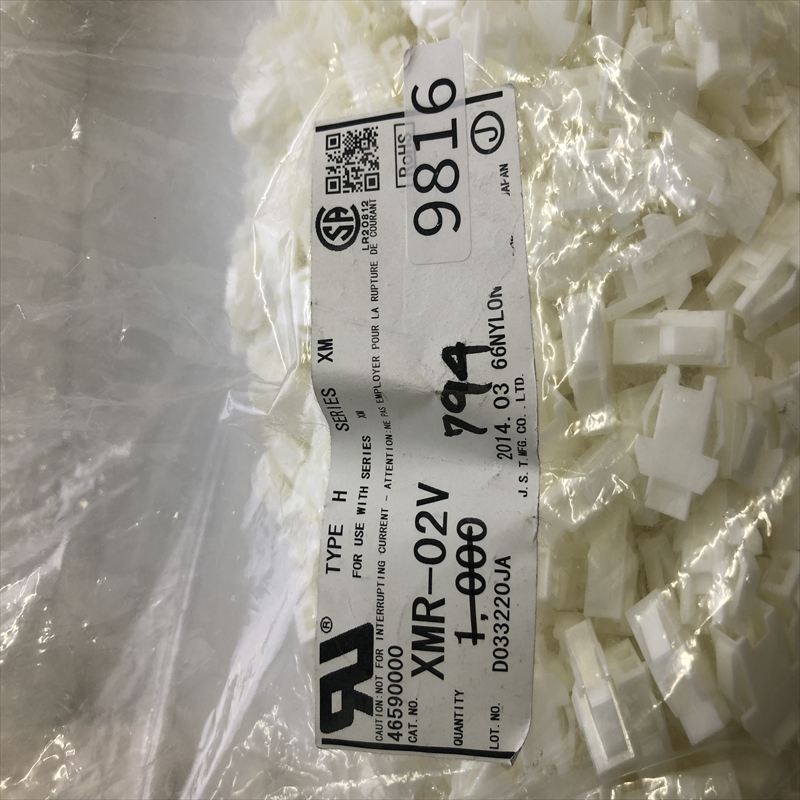 TYPE H SERIES XM
FOR USE WITH SERIES XM
CAUTION:NOT FOR INTERRUPTING CURRENT - ATTENTION:NE PAS EMPLOYER POUR LA RUPTURE DE COURANT
LR20812
46590000
CAT. NO. XMR-02V
RoHS
9816
QUANTITY 1,000 794
LOT. NO. D033220JA 2014. 03 66NYLON
J
J.S.T.MFG.CO.,LTD. JAPAN